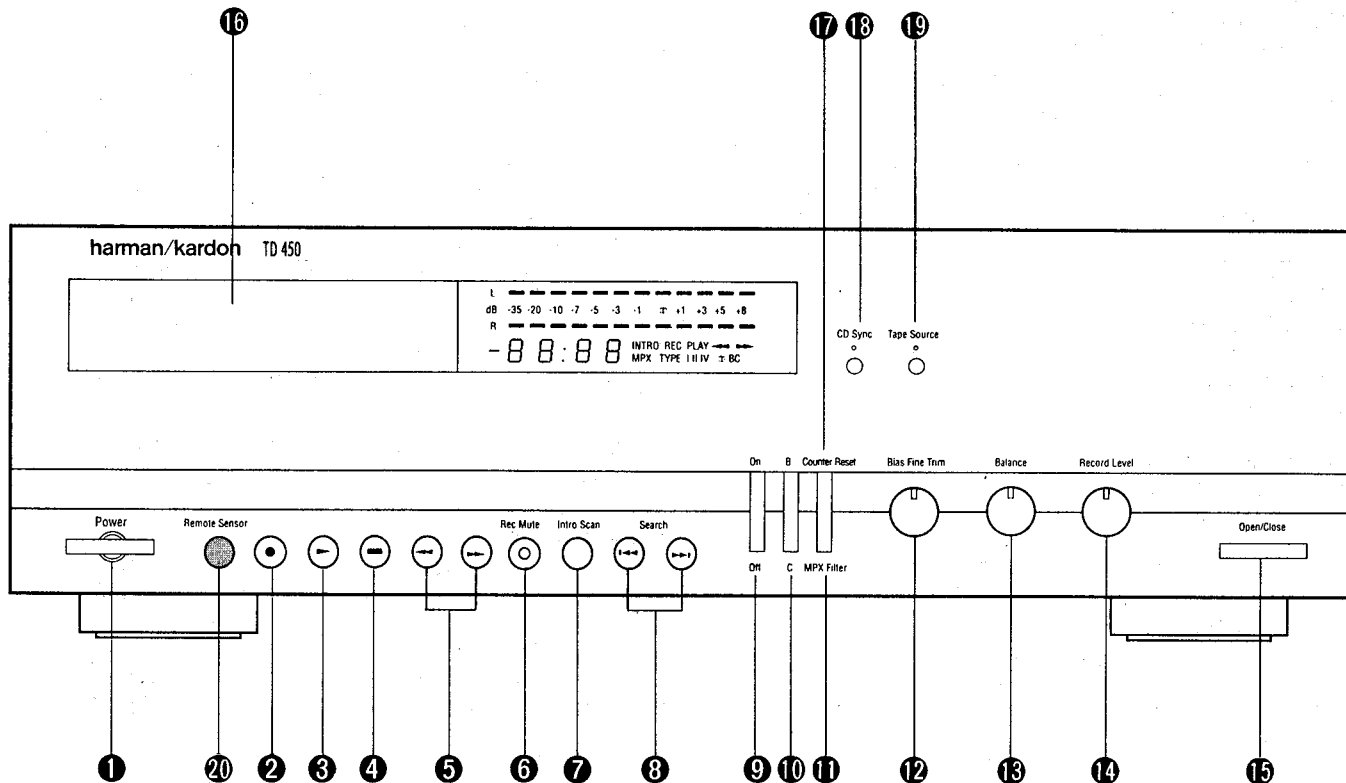 16 17 18 19
harman/kardon TD 450
L
dB -35 -20 -10 -7 -5 -3 -1 +1 +3 +5 +8
R
- 88:88 INTRO REC PLAY
MPX TYPE I II IV BC
CD Sync Tape Source
On B Counter Reset Bias Fine Trim Balance Record Level
Power Remote Sensor Rec Mute Intro Scan Search Open/Close
Off C MPX Filter
1 20 2 3 4 5 6 7 8 9 10 11 12 13 14 15